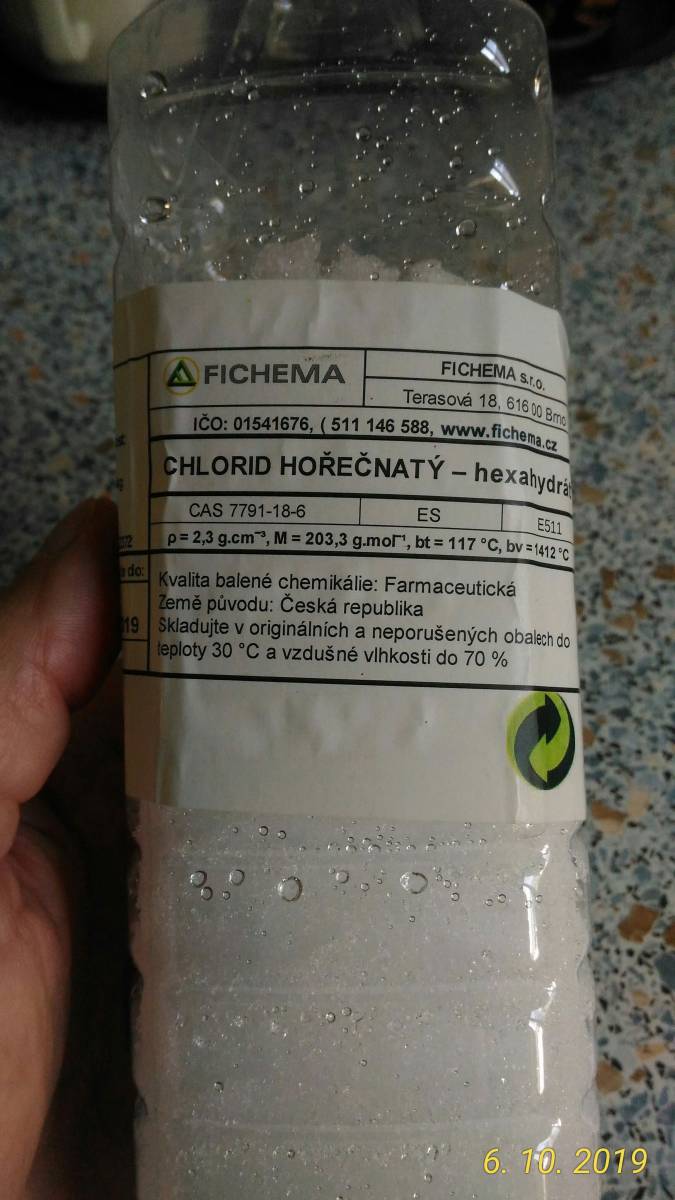 FICHEMA
FICHEMA s.r.o.
Terasová 18, 616 00 Brno
IČO: 01541676, ( 511 146 588, www.fichema.cz
CHLORID HOŘEČNATÝ – hexahydrát
CAS 7791-18-6
ES
E511
ρ = 2,3 g.cm⁻³, M = 203,3 g.mol⁻¹, bt = 117 °C, bv = 1412 °C
do:
19
Kvalita balené chemikálie: Farmaceutická
Země původu: Česká republika
Skladujte v originálních a neporušených obalech do
teploty 30 °C a vzdušné vlhkosti do 70 %
6. 10. 2019